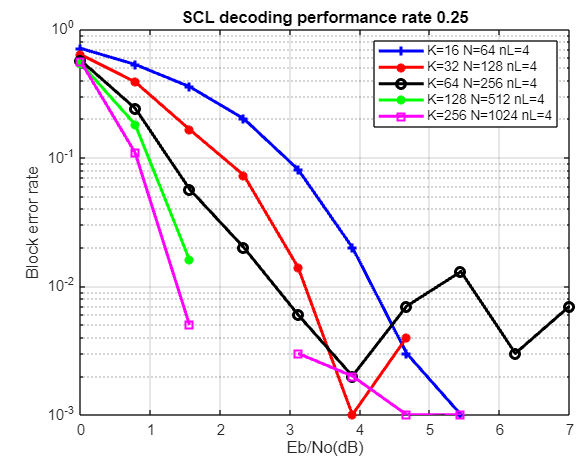 SCL decoding performance rate 0.25
10^0
10^-1
10^-2
10^-3
Block error rate
K=16 N=64 nL=4
K=32 N=128 nL=4
K=64 N=256 nL=4
K=128 N=512 nL=4
K=256 N=1024 nL=4
0 1 2 3 4 5 6 7
Eb/No(dB)